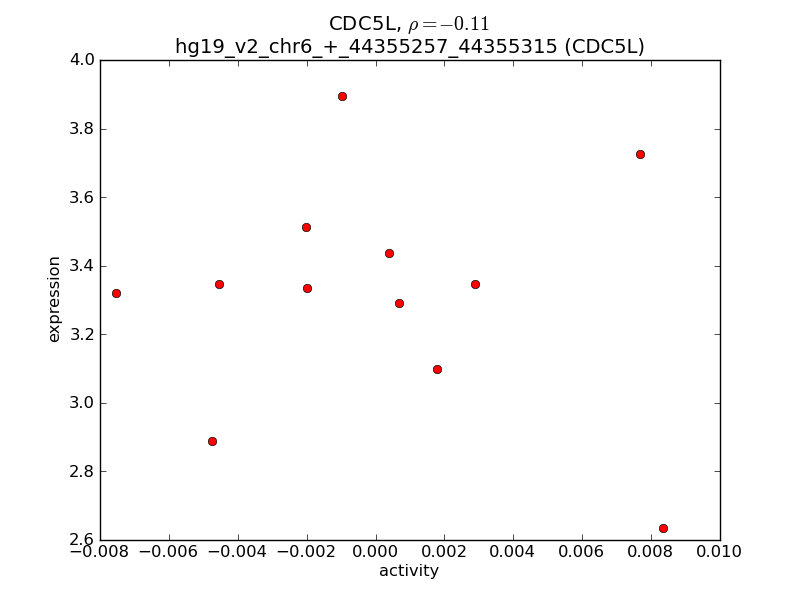 CDC5L, ρ = −0.11
hg19_v2_chr6_+_44355257_44355315 (CDC5L)
4.0
3.8
3.6
3.4
3.2
3.0
2.8
2.6
expression
−0.008 −0.006 −0.004 −0.002 0.000 0.002 0.004 0.006 0.008 0.010
activity